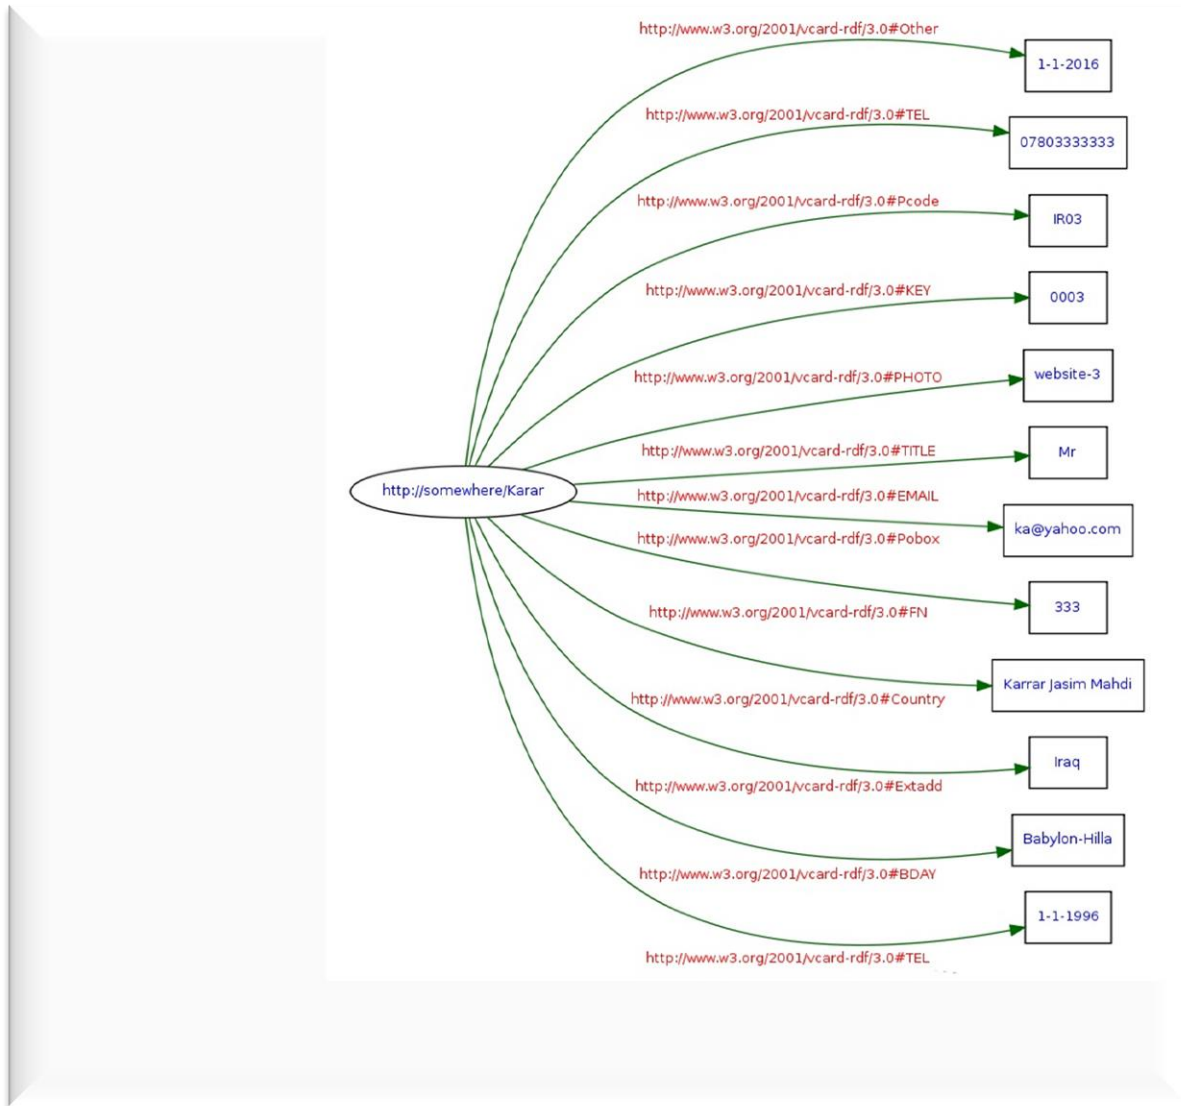 http://www.w3.org/2001/vcard-rdf/3.0#Other
1-1-2016
http://www.w3.org/2001/vcard-rdf/3.0#TEL
07803333333
http://www.w3.org/2001/vcard-rdf/3.0#Pcode
IR03
http://www.w3.org/2001/vcard-rdf/3.0#KEY
0003
http://www.w3.org/2001/vcard-rdf/3.0#PHOTO
website-3
http://www.w3.org/2001/vcard-rdf/3.0#TITLE
Mr
http://somewhere/Karar
http://www.w3.org/2001/vcard-rdf/3.0#EMAIL
ka@yahoo.com
http://www.w3.org/2001/vcard-rdf/3.0#Pobox
333
http://www.w3.org/2001/vcard-rdf/3.0#FN
Karrar Jasim Mahdi
http://www.w3.org/2001/vcard-rdf/3.0#Country
Iraq
http://www.w3.org/2001/vcard-rdf/3.0#Extadd
Babylon-Hilla
http://www.w3.org/2001/vcard-rdf/3.0#BDAY
1-1-1996
http://www.w3.org/2001/vcard-rdf/3.0#TEL